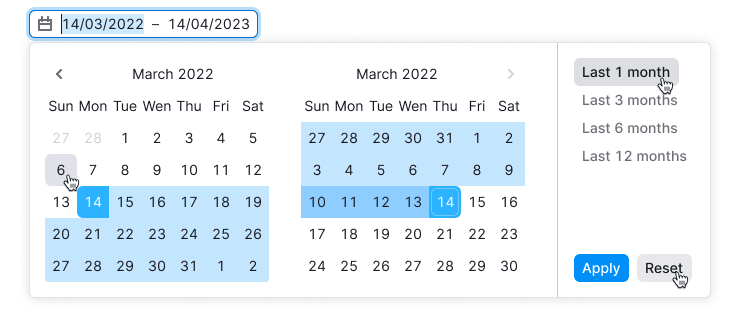 14/03/2022 – 14/04/2023
March 2022
Sun Mon Tue Wen Thu Fri Sat
27 28 1 2 3 4 5
6 7 8 9 10 11 12
13 14 15 16 17 18 19
20 21 22 23 24 25 26
27 28 29 30 31 1 2
March 2022
Sun Mon Tue Wen Thu Fri Sat
27 28 29 30 31 1 2
3 4 5 6 7 8 9
10 11 12 13 14 15 16
17 18 19 20 21 22 23
24 25 26 27 28 29 30
Last 1 month
Last 3 months
Last 6 months
Last 12 months
Apply Reset